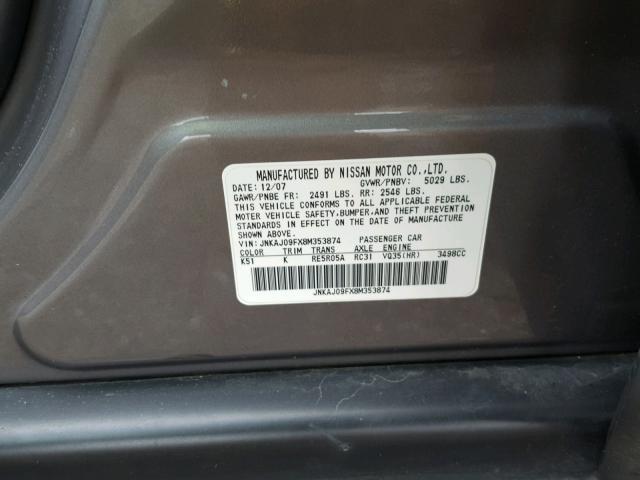 MANUFACTURED BY NISSAN MOTOR CO.,LTD.
DATE: 12/07 GVWR/PNBV: 5029 LBS.
GAWR/PNBE FR: 2491 LBS. RR: 2546 LBS.
THIS VEHICLE CONFORMS TO ALL APPLICABLE FEDERAL
MOTOR VEHICLE SAFETY,BUMPER,AND THEFT PREVENTION
STANDARDS IN EFFECT ON THE DATE OF MANUFACTURE
SHOWN ABOVE.
VIN: JNKAJ09FX8M353874 PASSENGER CAR
COLOR TRIM TRANS AXLE ENGINE
K51 K RE5R05A RC31 VQ35(HR) 3498CC
JNKAJ09FX8M353874